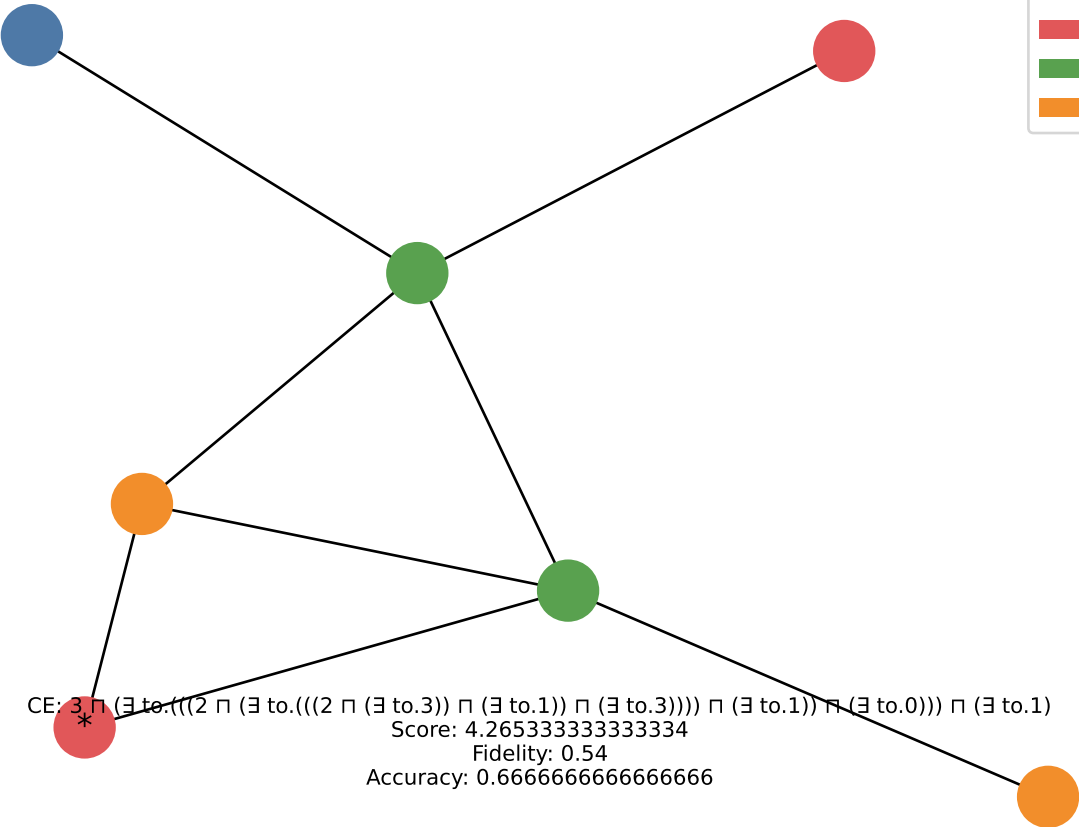 CE: 3 ⊓ (∃ to.(((2 ⊓ (∃ to.(((2 ⊓ (∃ to.3)) ⊓ (∃ to.1)) ⊓ (∃ to.3)))) ⊓ (∃ to.1)) ⊓ (∃ to.0))) ⊓ (∃ to.1)
*
Score: 4.265333333333334
Fidelity: 0.54
Accuracy: 0.6666666666666666